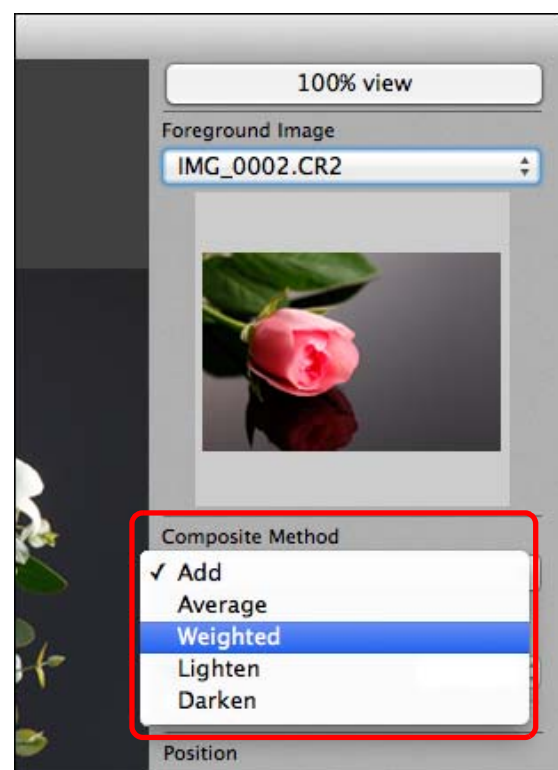 100% view
Foreground Image
IMG_0002.CR2
Composite Method
✓ Add
Average
Weighted
Lighten
Darken
Position